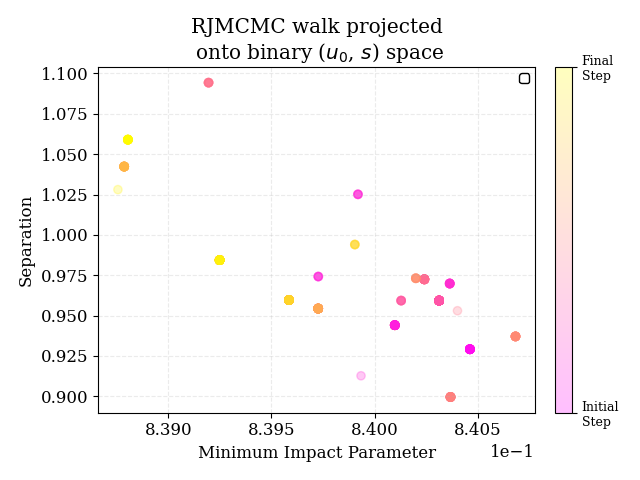 RJMCMC walk projected
onto binary (u₀, s) space
1.100
1.075
1.050
1.025
1.000
0.975
0.950
0.925
0.900
Separation
8.390
8.395
8.400
8.405
1e−1
Minimum Impact Parameter
Final
Step
Initial
Step